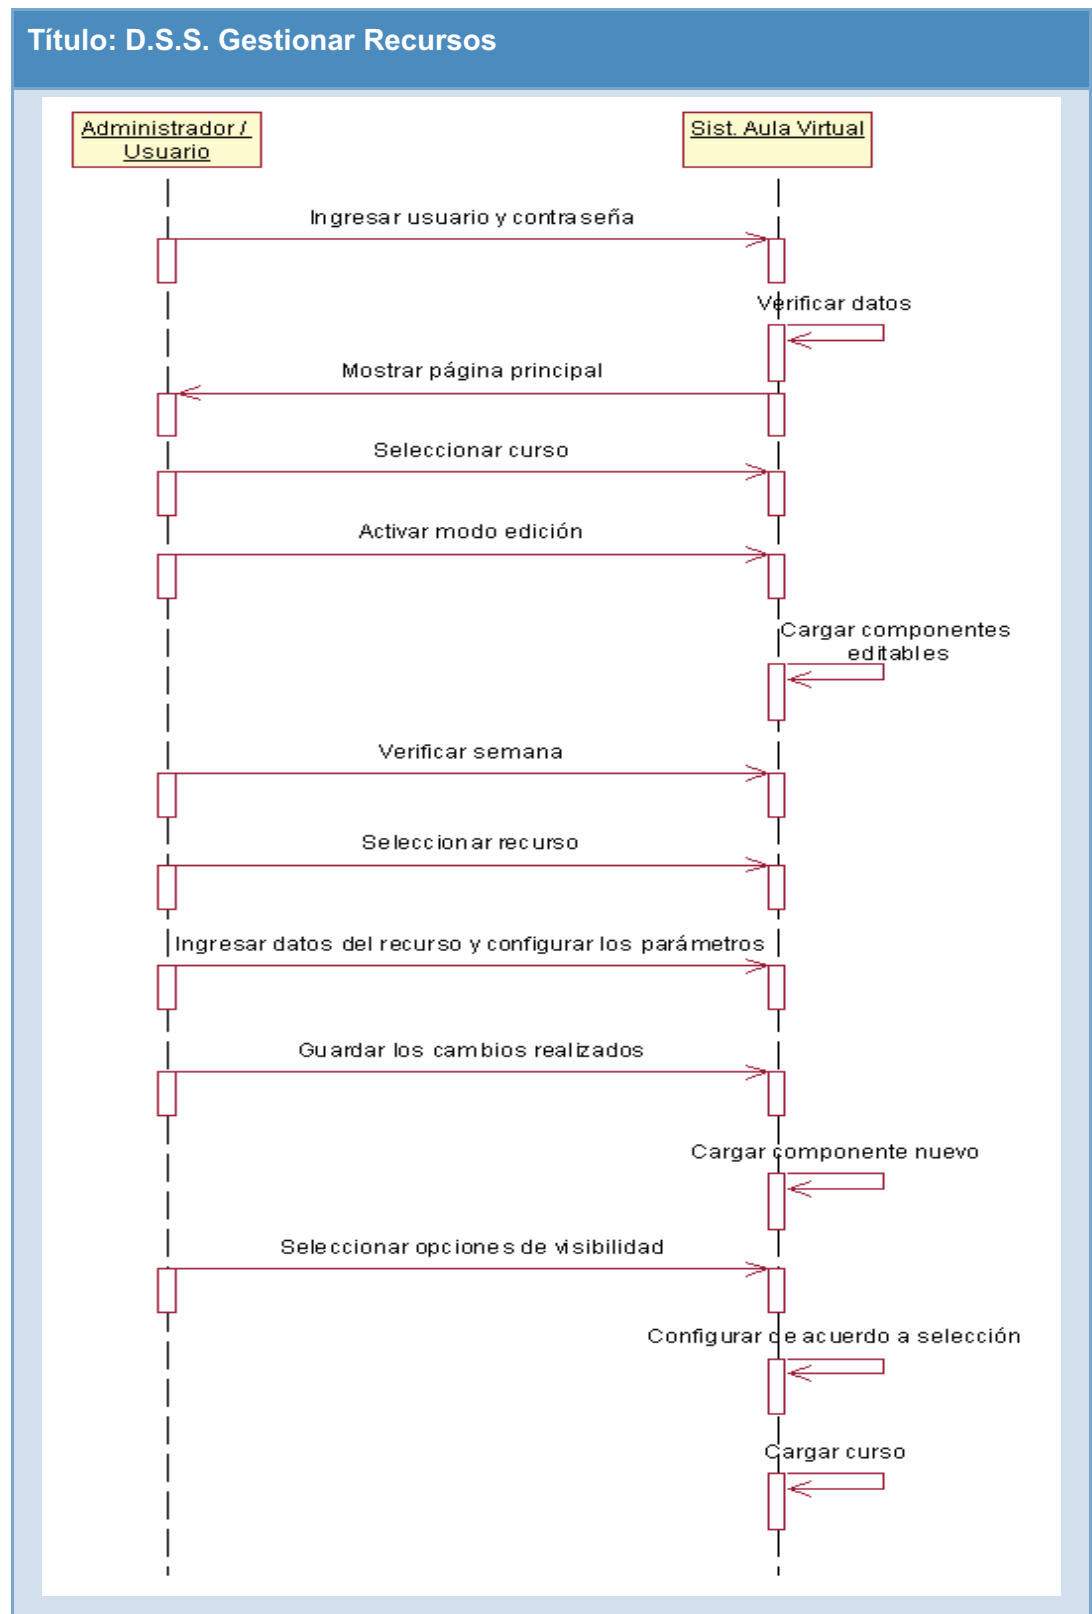 Título: D.S.S. Gestionar Recursos
Administrador /
Usuario
Sist. Aula Virtual
Ingresar usuario y contraseña
Verificar datos
Mostrar página principal
Seleccionar curso
Activar modo edición
Cargar componentes
editables
Verificar semana
Seleccionar recurso
Ingresar datos del recurso y configurar los parámetros
Guardar los cambios realizados
Cargar componente nuevo
Seleccionar opciones de visibilidad
Configurar de acuerdo a selección
Cargar curso